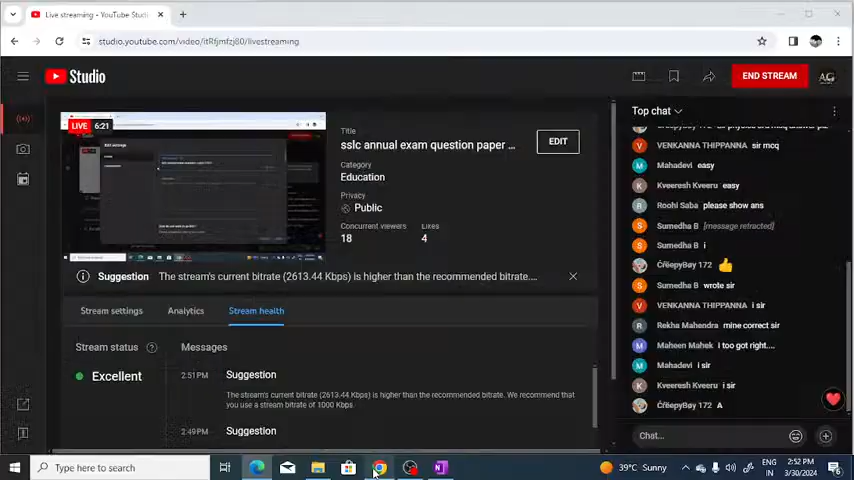 Live streaming - YouTube Studi
studio.youtube.com/video/itRfjmfzj80/livestreaming
Studio
END STREAM
AG
LIVE 6:21
Title
sslc annual exam question paper ...
EDIT
Category
Education
Privacy
Public
Concurrent viewers
18
Likes
4
Suggestion The stream's current bitrate (2613.44 Kbps) is higher than the recommended bitrate....
Stream settings
Analytics
Stream health
Stream status
Excellent
Messages
2:51 PM Suggestion
The stream's current bitrate (2613.44 Kbps) is higher than the recommended bitrate. We recommend that
you use a stream bitrate of 1000 Kbps.
2:49 PM Suggestion
Top chat
VENKANNA THIPPANNA sir mcq
Mahadevi easy
Kveeresh Kveeru easy
Roohi Saba please show ans
Sumedha B [message retracted]
Sumedha B i
CřéepyBøy 172 👍
Sumedha B wrote sir
VENKANNA THIPPANNA i sir
Rekha Mahendra mine correct sir
Maheen Mahek i too got right....
Mahadevi i sir
Kveeresh Kveeru i sir
CřéepyBøy 172 A
Chat...
Type here to search
39°C Sunny
ENG
IN
2:52 PM
3/30/2024
6